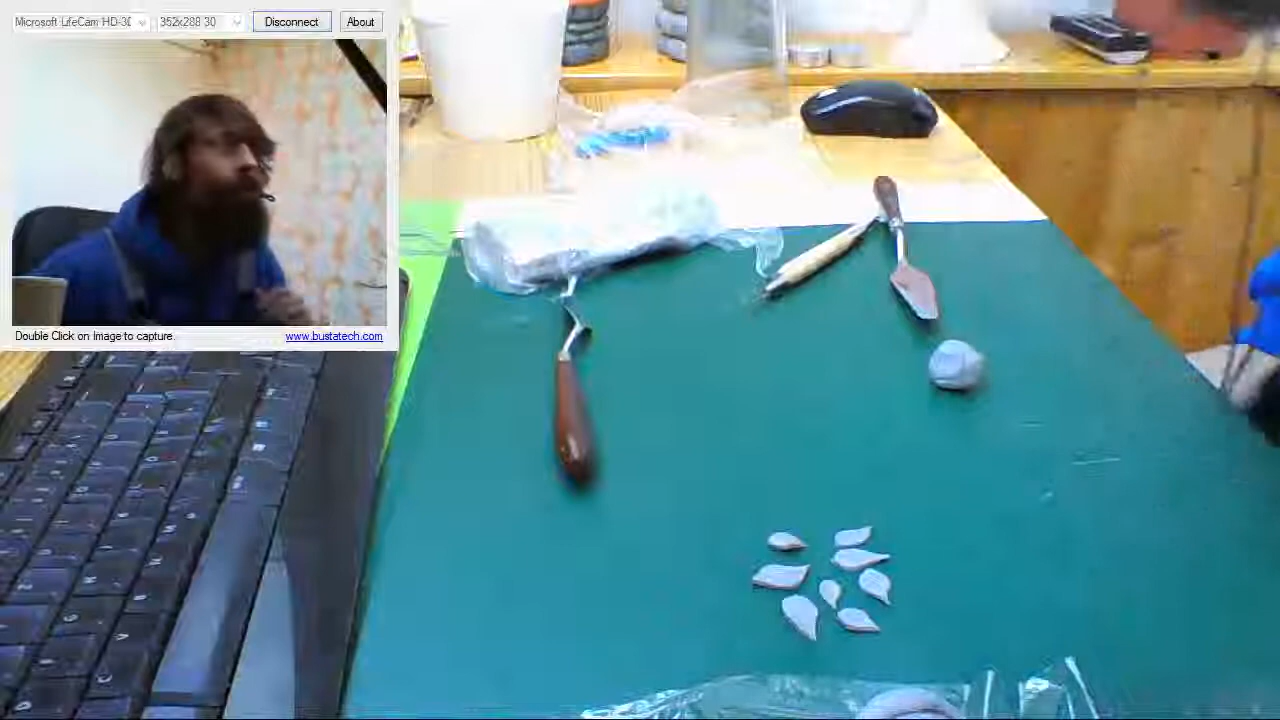 Microsoft LifeCam HD-30
352x288 30
Disconnect
About
Double Click on Image to capture.
www.bustatech.com